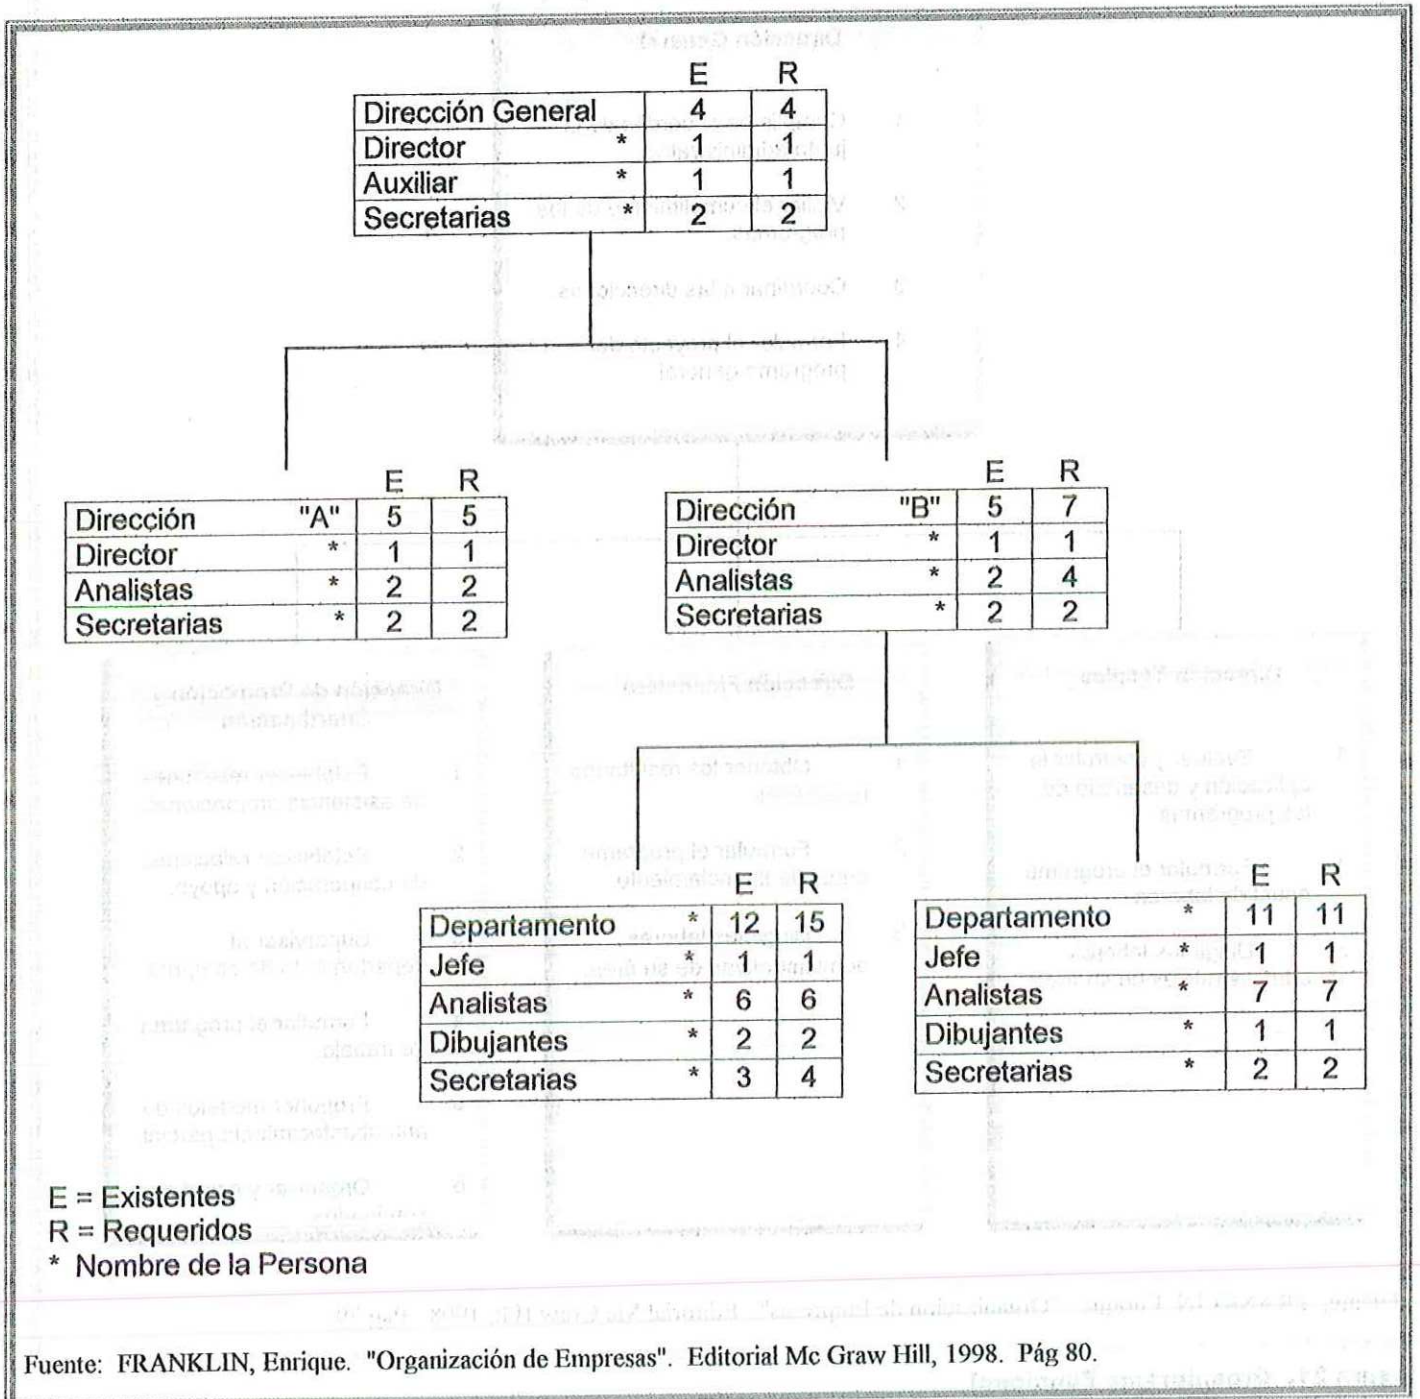 E R
Dirección General 4 4
Director * 1 1
Auxiliar * 1 1
Secretarias * 2 2
E R
Dirección "A" 5 5
Director * 1 1
Analistas * 2 2
Secretarias * 2 2
E R
Dirección "B" 5 7
Director * 1 1
Analistas * 2 4
Secretarias * 2 2
E R
Departamento * 12 15
Jefe * 1 1
Analistas * 6 6
Dibujantes * 2 2
Secretarias * 3 4
E R
Departamento * 11 11
Jefe * 1 1
Analistas * 7 7
Dibujantes * 1 1
Secretarias * 2 2
E = Existentes
R = Requeridos
* Nombre de la Persona
Fuente: FRANKLIN, Enrique. "Organización de Empresas". Editorial Mc Graw Hill, 1998. Pág 80.